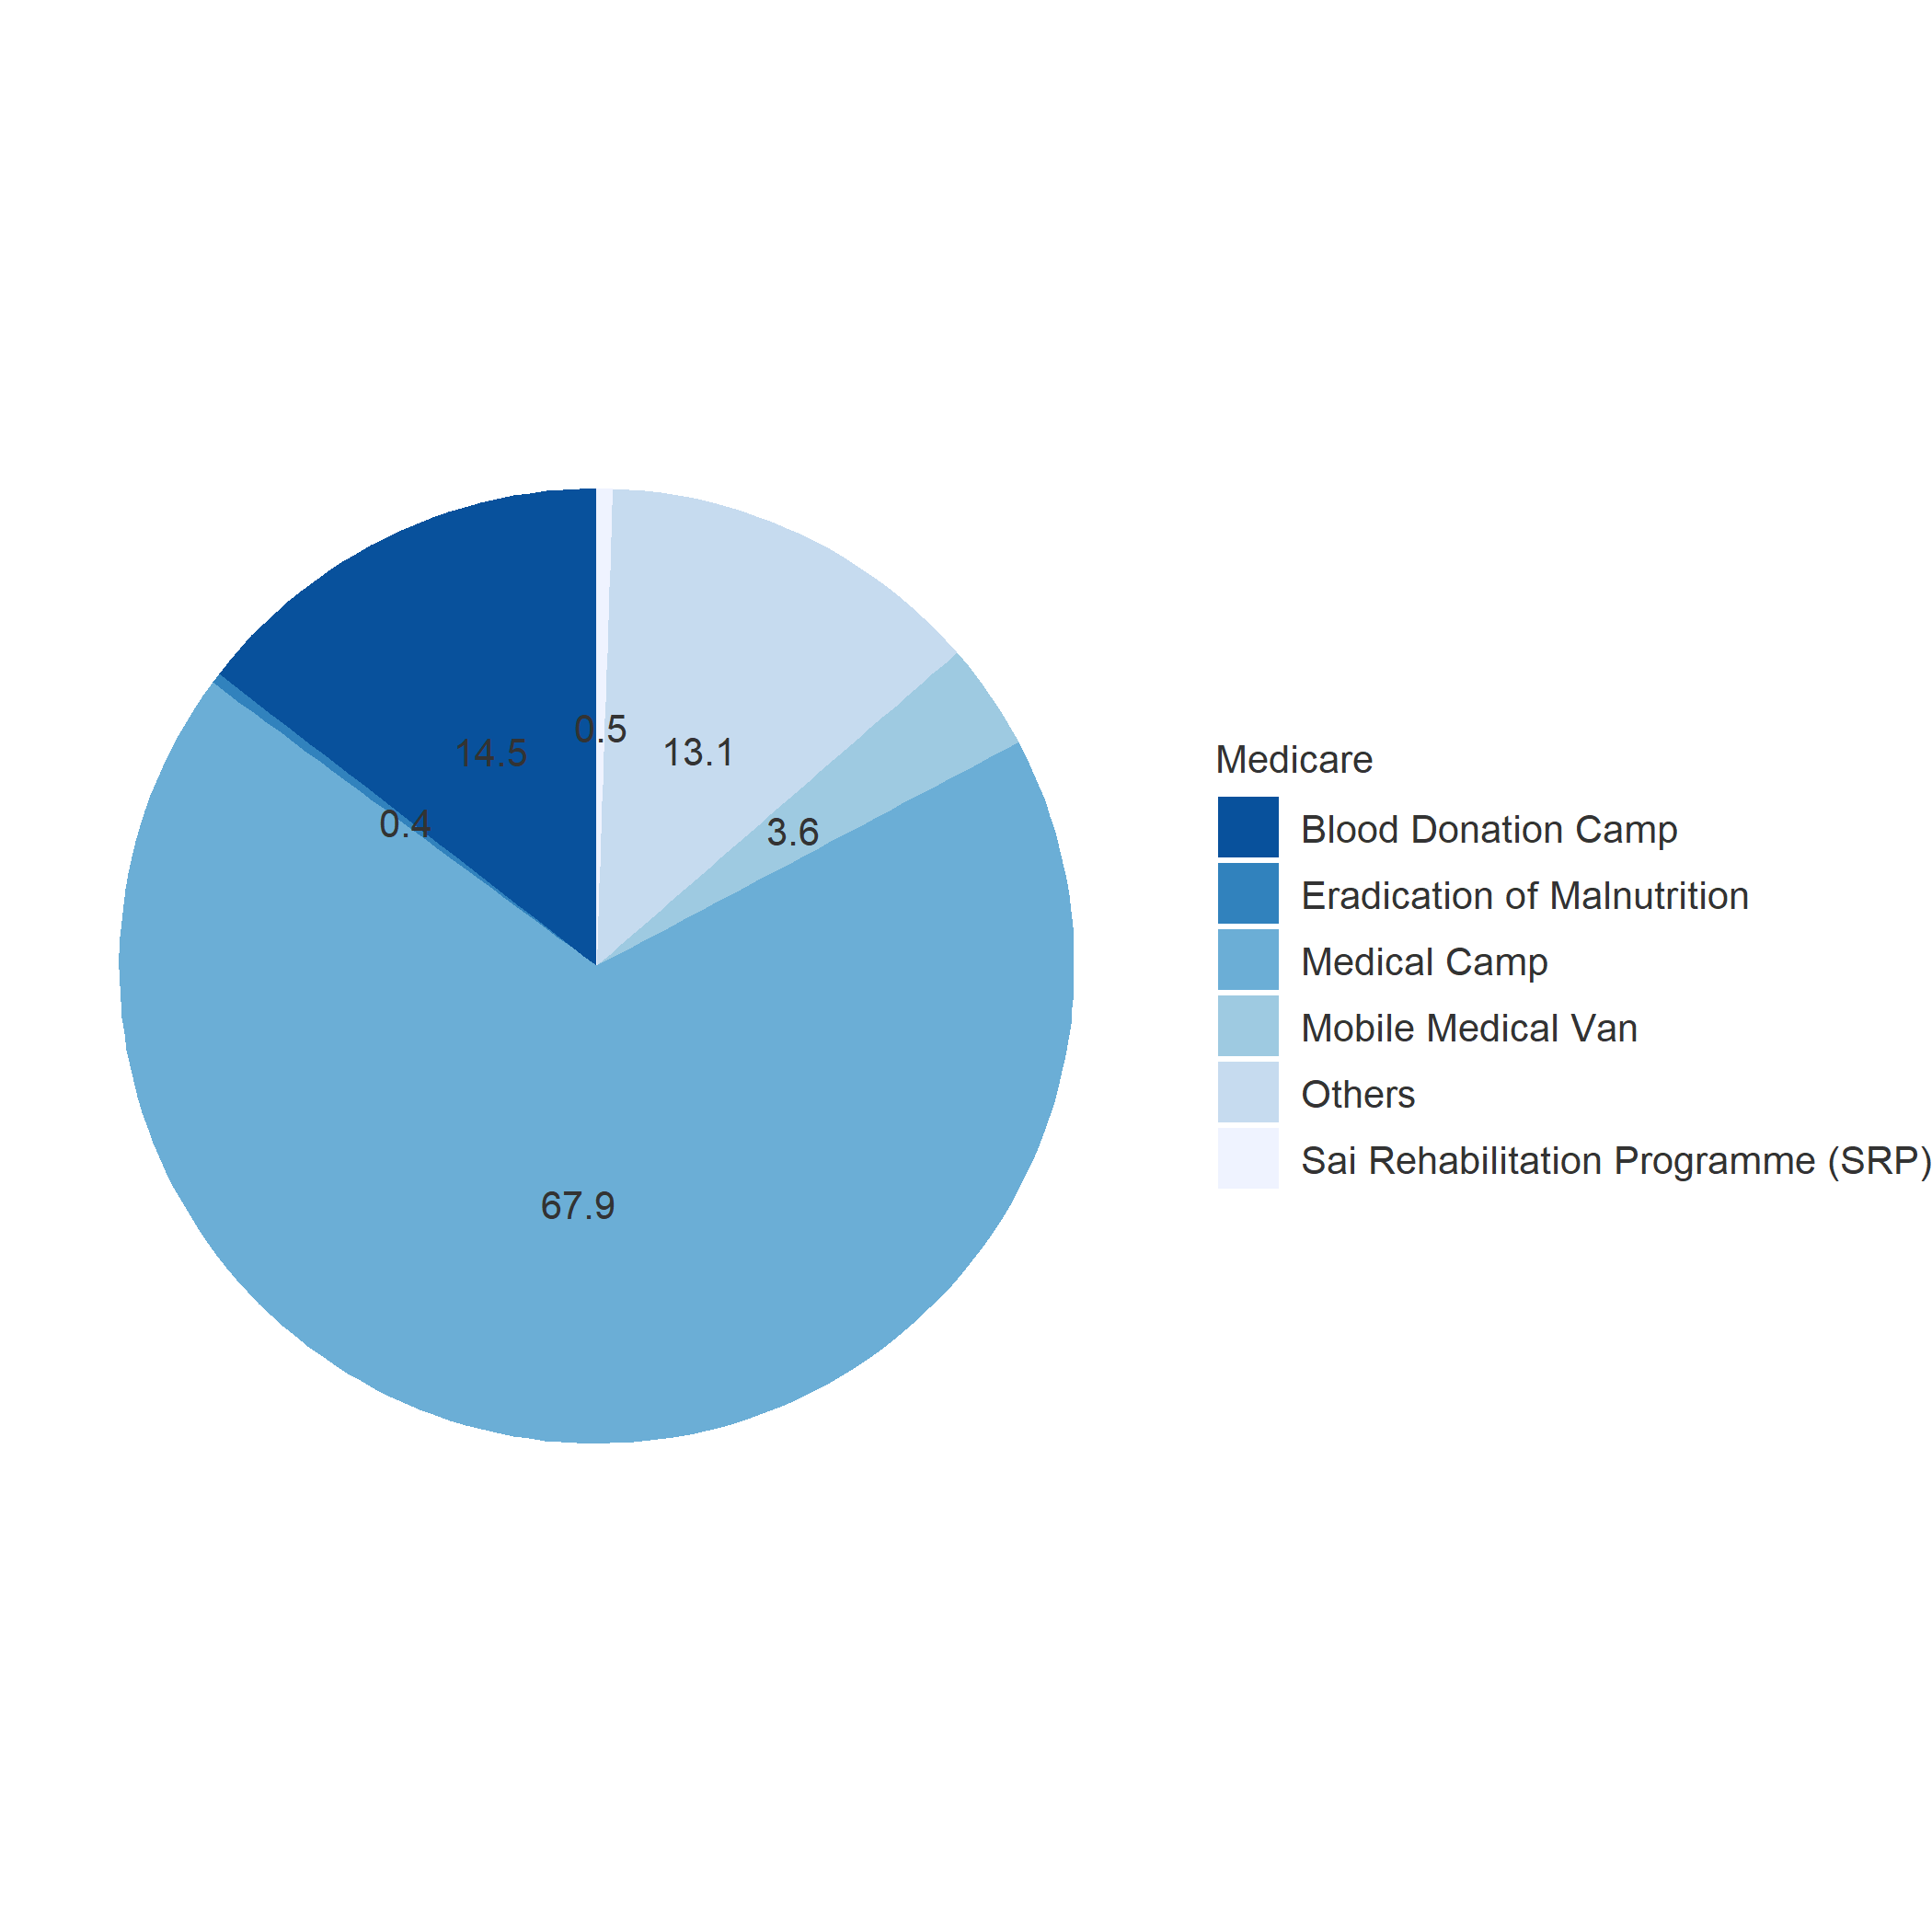 0.5
14.5
13.1
0.4
3.6
67.9
Medicare
Blood Donation Camp
Eradication of Malnutrition
Medical Camp
Mobile Medical Van
Others
Sai Rehabilitation Programme (SRP)